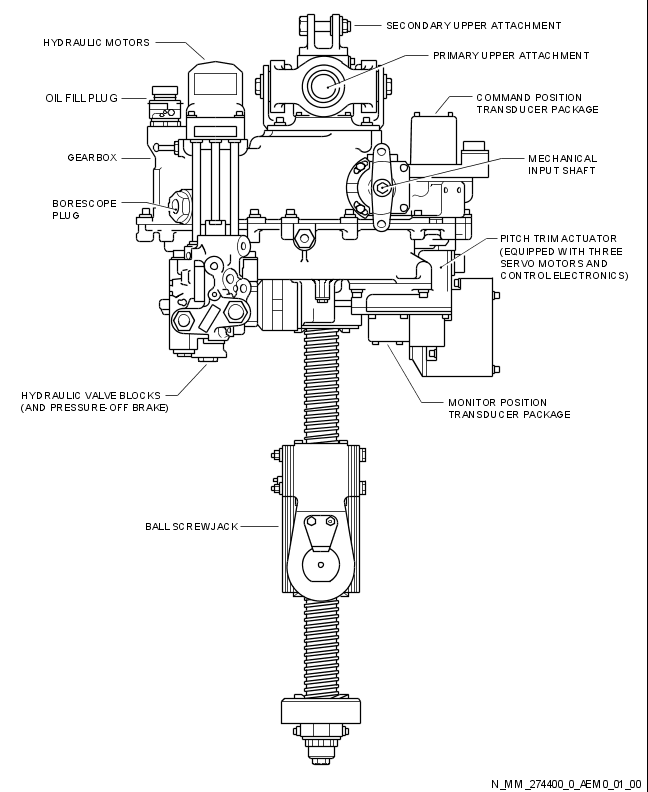 SECONDARY UPPER ATTACHMENT
HYDRAULIC MOTORS
PRIMARY UPPER ATTACHMENT
OIL FILL PLUG
COMMAND POSITION
TRANSDUCER PACKAGE
GEARBOX
MECHANICAL
INPUT SHAFT
BORESCOPE
PLUG
PITCH TRIM ACTUATOR
(EQUIPPED WITH THREE
SERVO MOTORS AND
CONTROL ELECTRONICS)
HYDRAULIC VALVE BLOCKS
(AND PRESSURE-OFF BRAKE)
MONITOR POSITION
TRANSDUCER PACKAGE
BALL SCREWJACK
N_MM_274400_0_AEM0_01_00